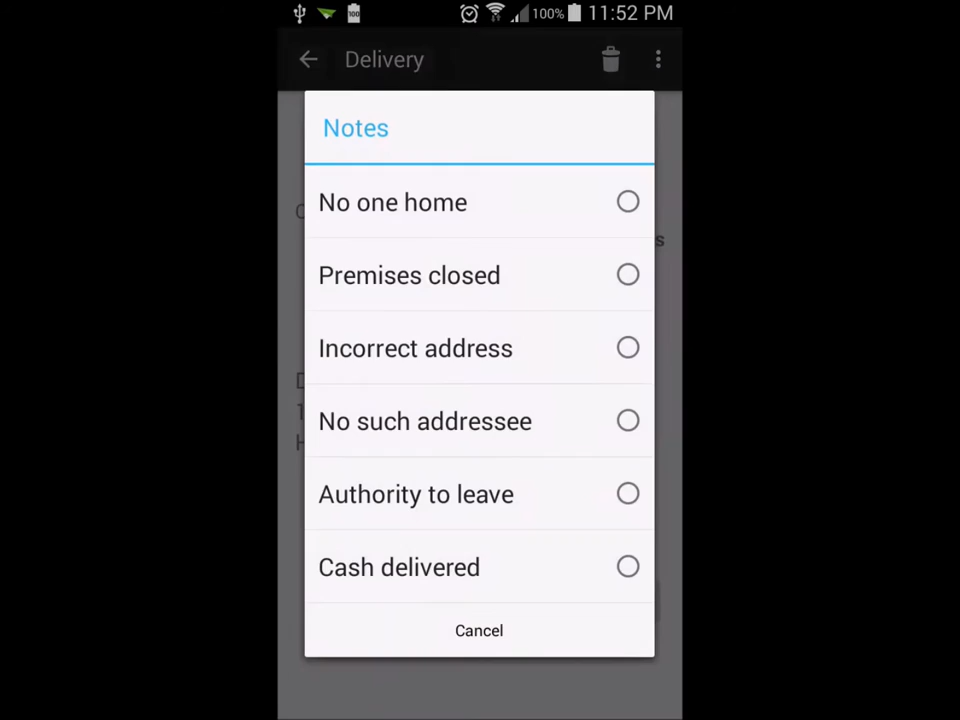 100% 11:52 PM
Delivery
Notes
No one home
Premises closed
Incorrect address
No such addressee
Authority to leave
Cash delivered
Cancel